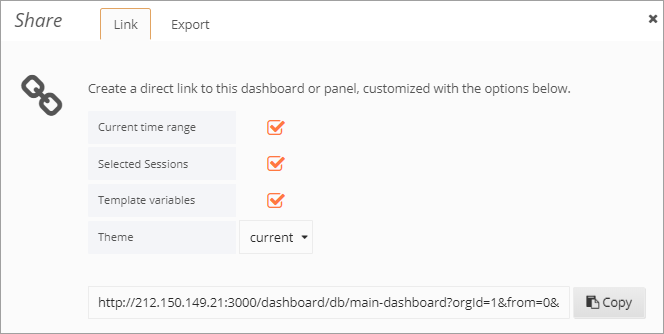 Share Link Export
Create a direct link to this dashboard or panel, customized with the options below.
Current time range
Selected Sessions
Template variables
Theme current
http://212.150.149.21:3000/dashboard/db/main-dashboard?orgId=1&from=0& Copy